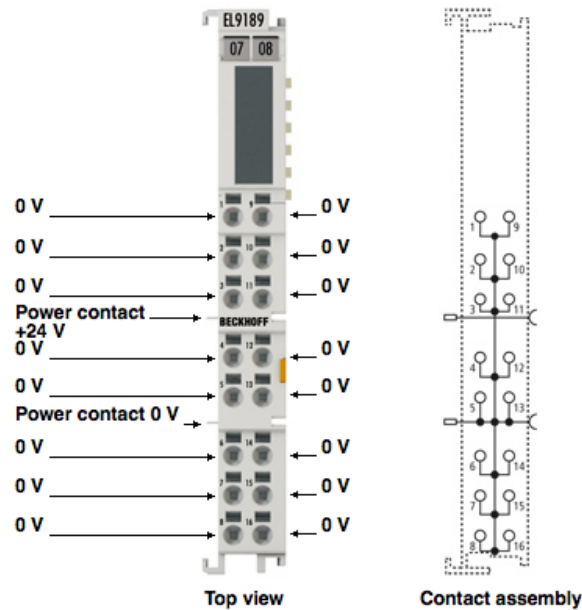 EL9189
07 08
1 9
0 V 0 V
2 10
0 V 0 V
3 11
0 V 0 V
Power contact
+24 V
BECKHOFF
4 12
0 V 0 V
5 13
0 V 0 V
Power contact 0 V
6 14
0 V 0 V
7 15
0 V 0 V
8 16
0 V 0 V
Top view
1 9
2 10
3 11
4 12
5 13
6 14
7 15
8 16
Contact assembly